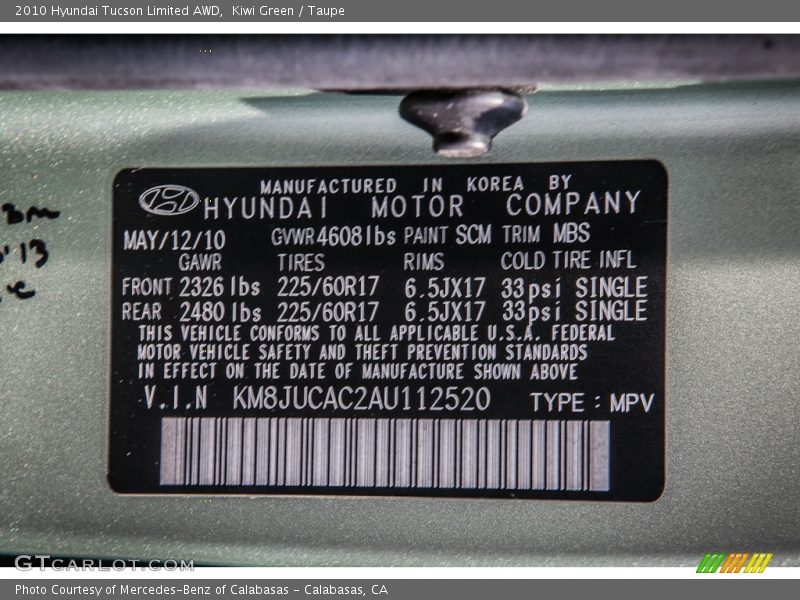 2010 Hyundai Tucson Limited AWD,  Kiwi Green / Taupe
MANUFACTURED IN KOREA BY
HYUNDAI MOTOR COMPANY
MAY/12/10 GVWR 4608 lbs PAINT SCM TRIM MBS
GAWR TIRES RIMS COLD TIRE INFL
FRONT 2326 lbs 225/60R17 6.5JX17 33psi SINGLE
REAR 2480 lbs 225/60R17 6.5JX17 33psi SINGLE
THIS VEHICLE CONFORMS TO ALL APPLICABLE U.S.A. FEDERAL
MOTOR VEHICLE SAFETY AND THEFT PREVENTION STANDARDS
IN EFFECT ON THE DATE OF MANUFACTURE SHOWN ABOVE
V.I.N KM8JUCAC2AU112520 TYPE : MPV
GTCARLOT.COM
Photo Courtesy of Mercedes-Benz of Calabasas - Calabasas, CA